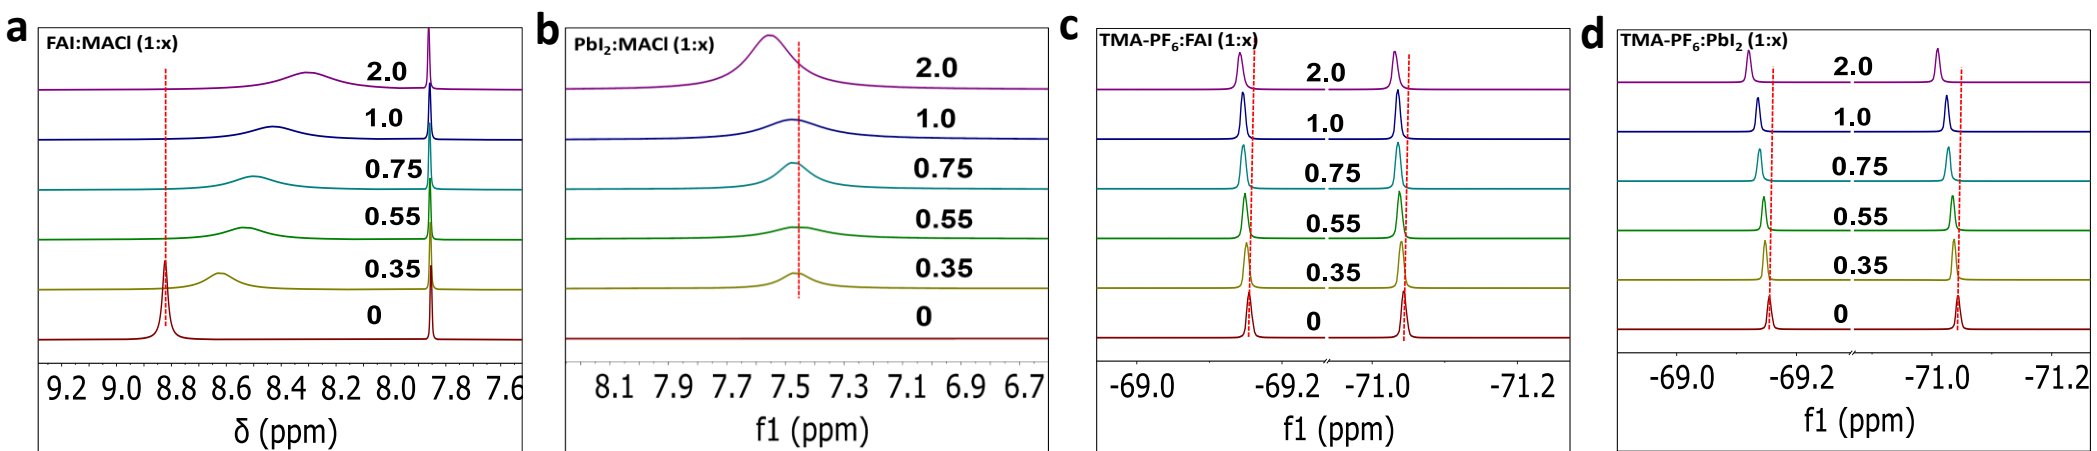 a
FAI:MACl (1:x)
2.0
1.0
0.75
0.55
0.35
0
9.2 9.0 8.8 8.6 8.4 8.2 8.0 7.8 7.6
δ (ppm)
b
PbI₂:MACl (1:x)
2.0
1.0
0.75
0.55
0.35
0
8.1 7.9 7.7 7.5 7.3 7.1 6.9 6.7
f1 (ppm)
c
TMA-PF₆:FAI (1:x)
2.0
1.0
0.75
0.55
0.35
0
-69.0 -69.2 -71.0 -71.2
f1 (ppm)
d
TMA-PF₆:PbI₂ (1:x)
2.0
1.0
0.75
0.55
0.35
0
-69.0 -69.2 -71.0 -71.2
f1 (ppm)